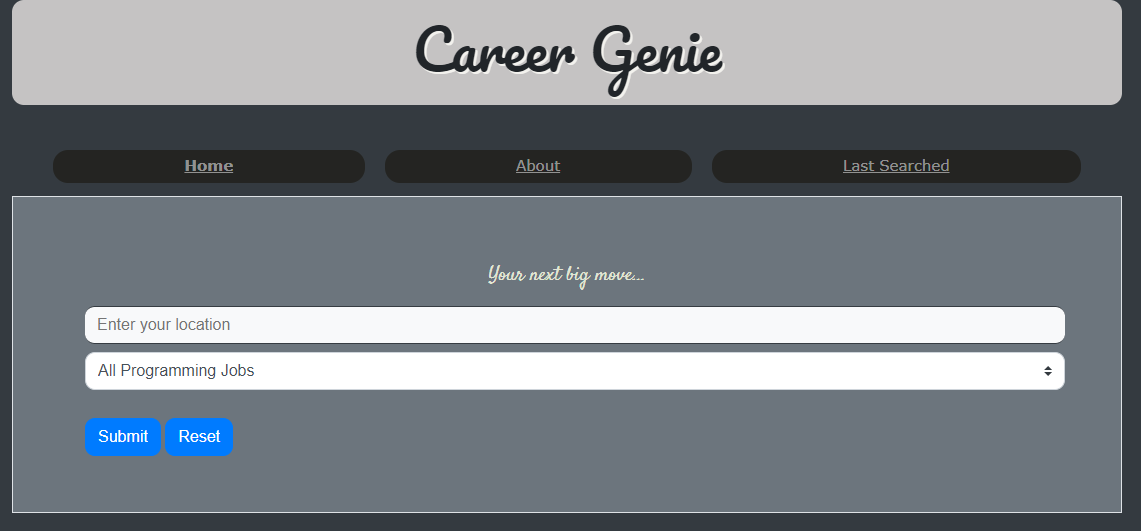 Career Genie
Home About Last Searched
Your next big move...
Enter your location
All Programming Jobs
Submit Reset